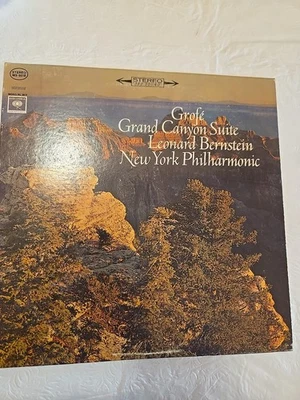 STEREO
Grofé
Grand Canyon Suite
Leonard Bernstein
New York Philharmonic